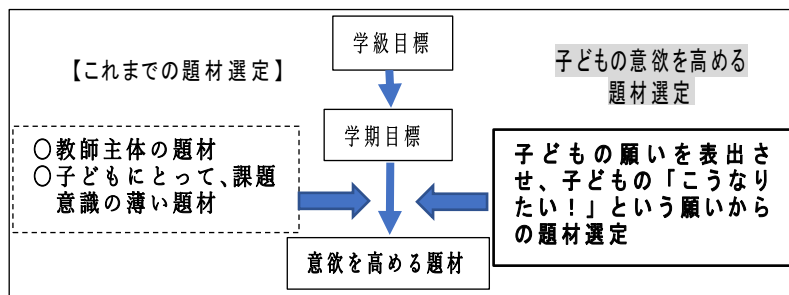 学級目標
【これまでの題材選定】
子どもの意欲を高める
題材選定
学期目標
○教師主体の題材
○子どもにとって、課題
意識の薄い題材
子どもの願いを表出さ
せ、子どもの「こうなり
たい！」という願いから
の題材選定
意欲を高める題材